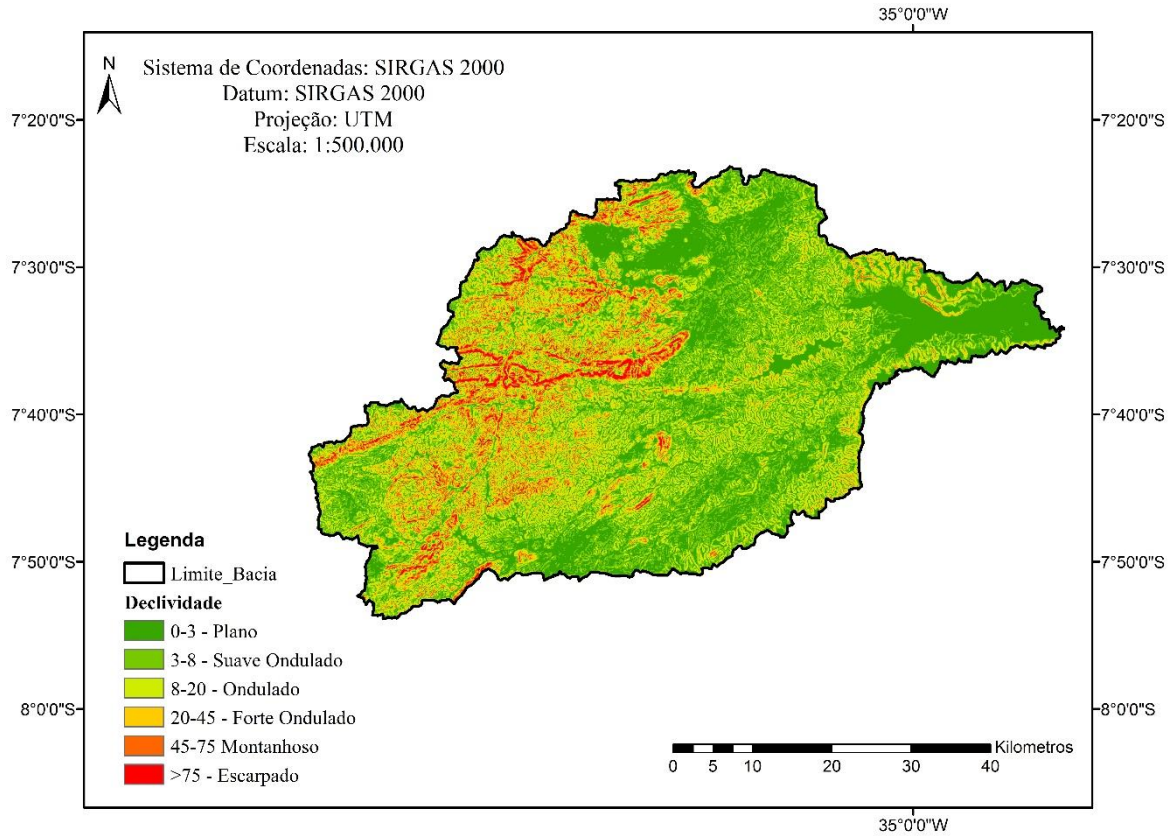 35°0'0"W
N
Sistema de Coordenadas: SIRGAS 2000
Datum: SIRGAS 2000
Projeção: UTM
Escala: 1:500.000
7°20'0"S
7°20'0"S
7°30'0"S
7°30'0"S
7°40'0"S
7°40'0"S
7°50'0"S
7°50'0"S
8°0'0"S
8°0'0"S
Legenda
Limite_Bacia
Declividade
0-3 - Plano
3-8 - Suave Ondulado
8-20 - Ondulado
20-45 - Forte Ondulado
45-75 Montanhoso
>75 - Escarpado
Kilometros
0 5 10 20 30 40
35°0'0"W